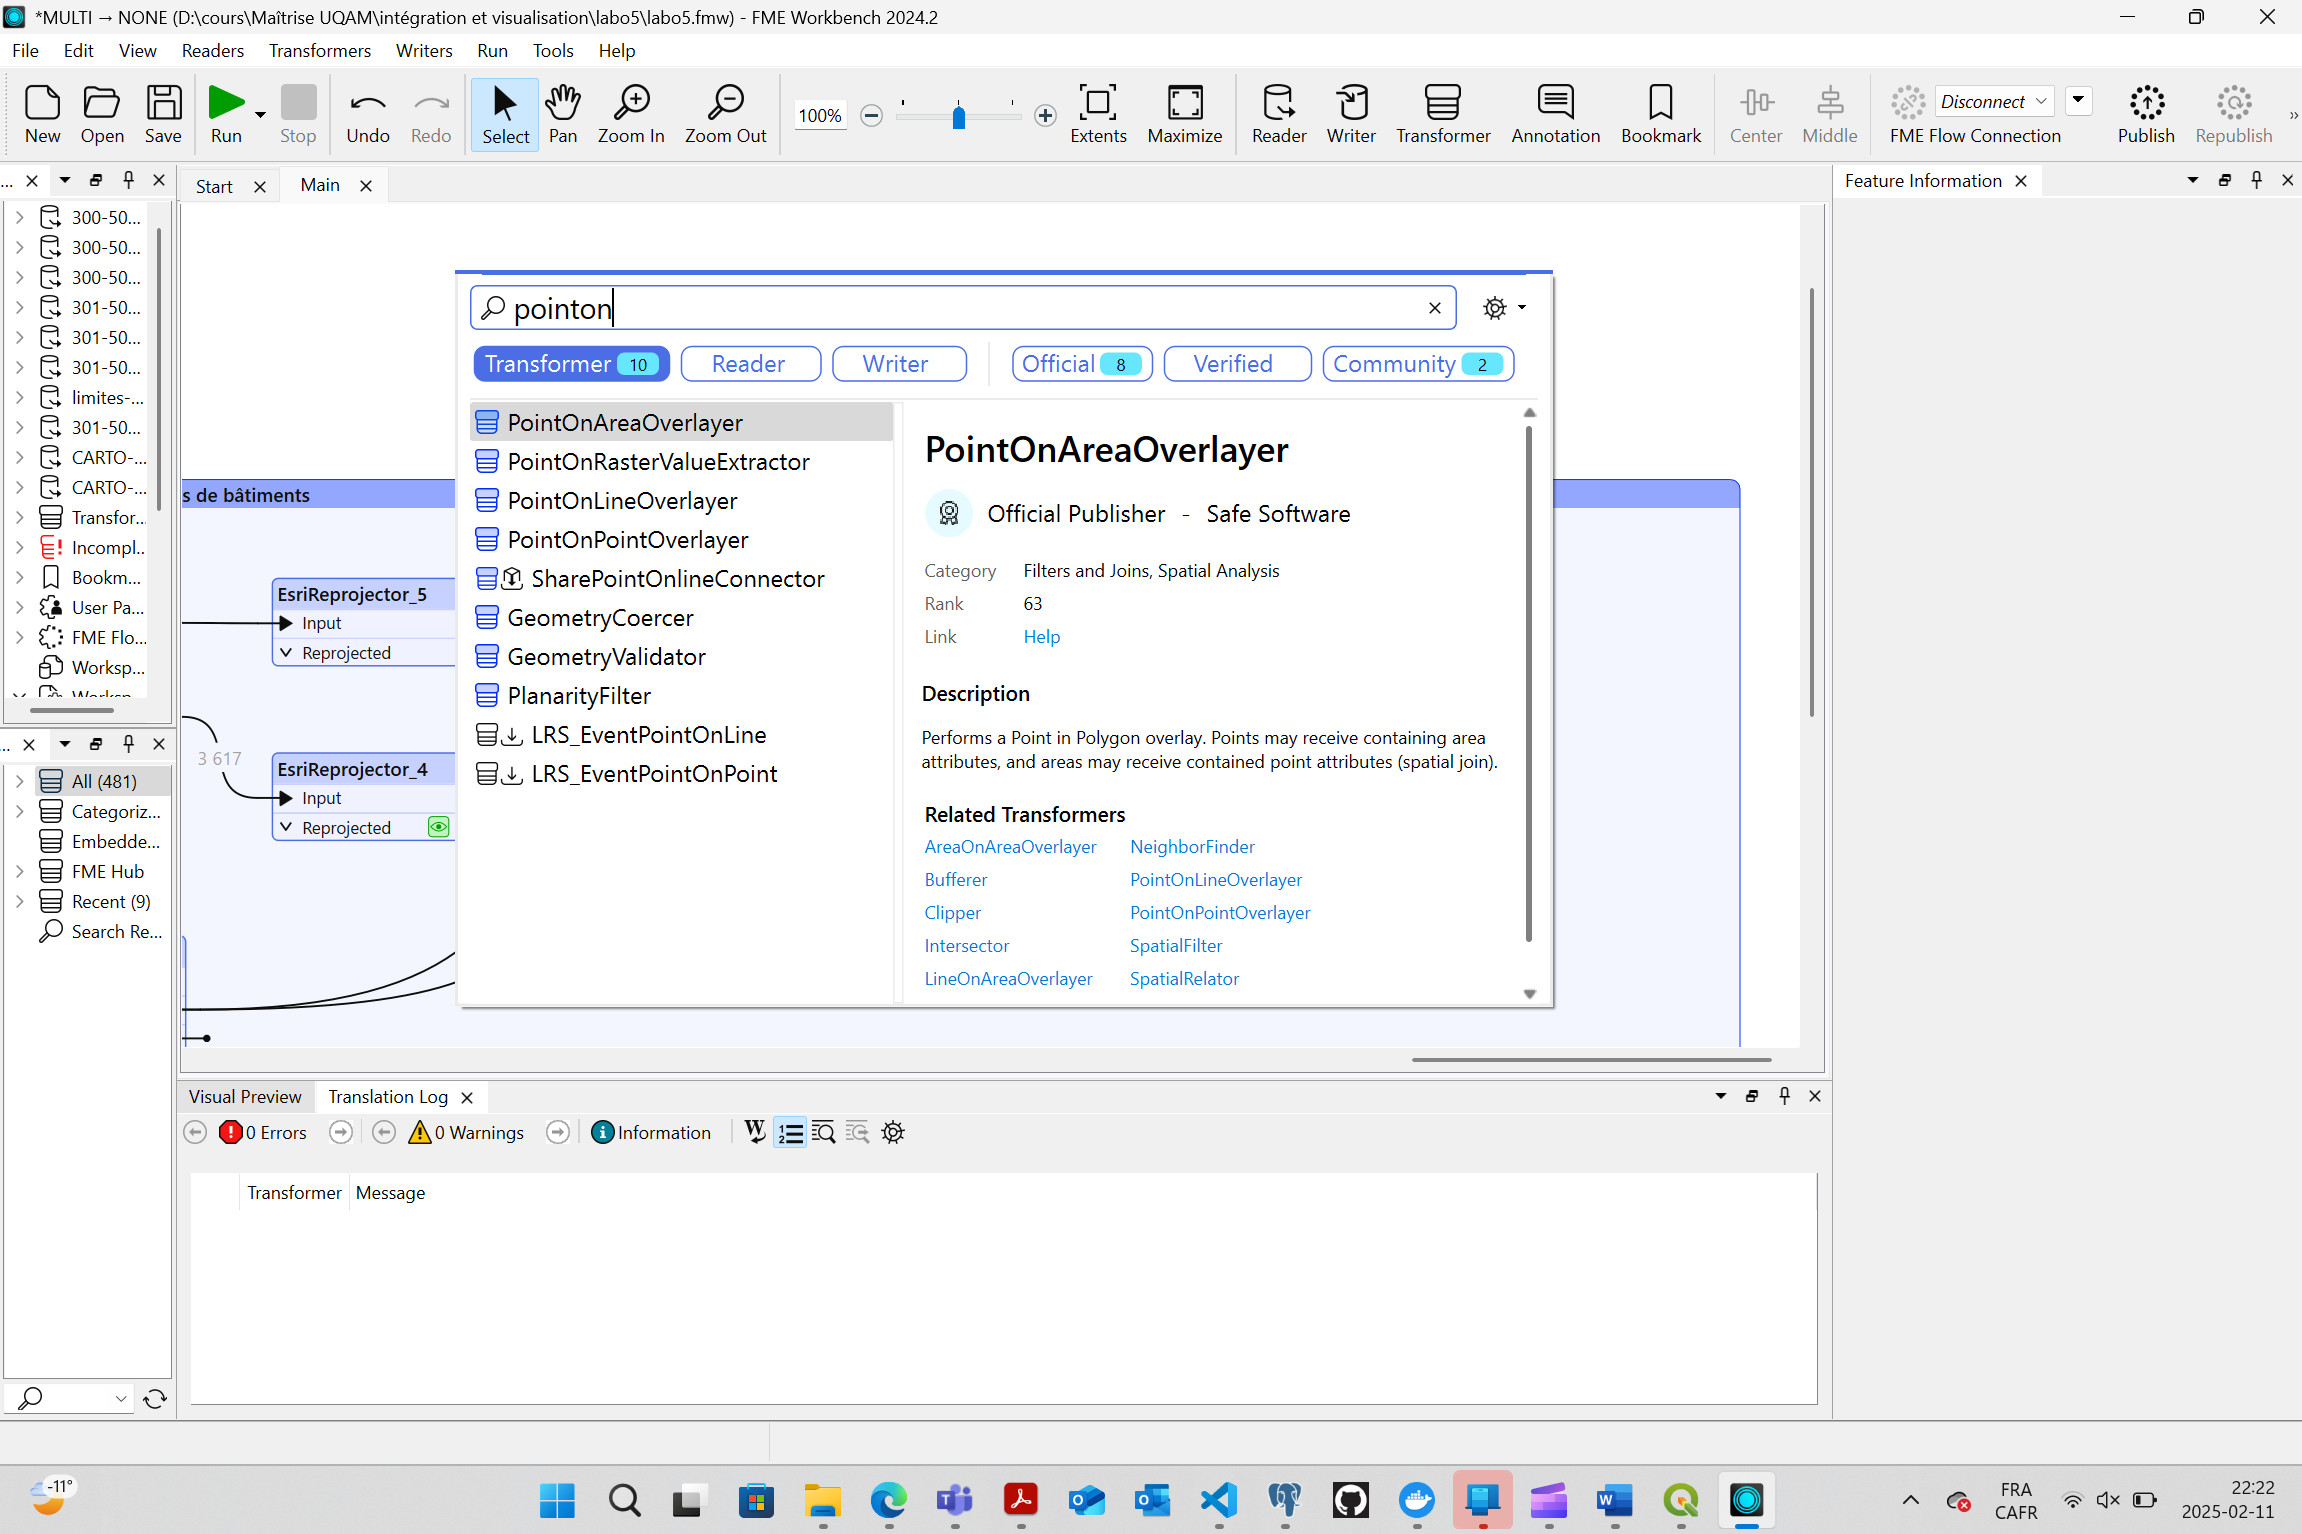 *MULTI → NONE (D:\cours\Maîtrise UQAM\intégration et visualisation\labo5\labo5.fmw) - FME Workbench 2024.2
File Edit View Readers Transformers Writers Run Tools Help
New Open Save Run Stop Undo Redo Select Pan Zoom In Zoom Out 100% Extents Maximize Reader Writer Transformer Annotation Bookmark Center Middle Disconnect FME Flow Connection Publish Republish »
...
Start Main
Feature Information
300-50...
300-50...
300-50...
301-50...
301-50...
301-50...
limites-...
301-50...
CARTO-...
CARTO-...
Transfor...
Incompl...
Bookm...
User Pa...
FME Flo...
Worksp...
Worksp...
...
All (481)
Categoriz...
Embedde...
FME Hub
Recent (9)
Search Re...
s de bâtiments
EsriReprojector_5
Input
Reprojected
3 617
EsriReprojector_4
Input
Reprojected
pointon
Transformer 10 Reader Writer Official 8 Verified Community 2
PointOnAreaOverlayer
PointOnRasterValueExtractor
PointOnLineOverlayer
PointOnPointOverlayer
SharePointOnlineConnector
GeometryCoercer
GeometryValidator
PlanarityFilter
LRS_EventPointOnLine
LRS_EventPointOnPoint
PointOnAreaOverlayer
Official Publisher - Safe Software
Category Filters and Joins, Spatial Analysis
Rank 63
Link Help
Description
Performs a Point in Polygon overlay. Points may receive containing area
attributes, and areas may receive contained point attributes (spatial join).
Related Transformers
AreaOnAreaOverlayer NeighborFinder
Bufferer PointOnLineOverlayer
Clipper PointOnPointOverlayer
Intersector SpatialFilter
LineOnAreaOverlayer SpatialRelator
Visual Preview Translation Log
0 Errors 0 Warnings Information
Transformer Message
-11°
FRA
CAFR
22:22
2025-02-11